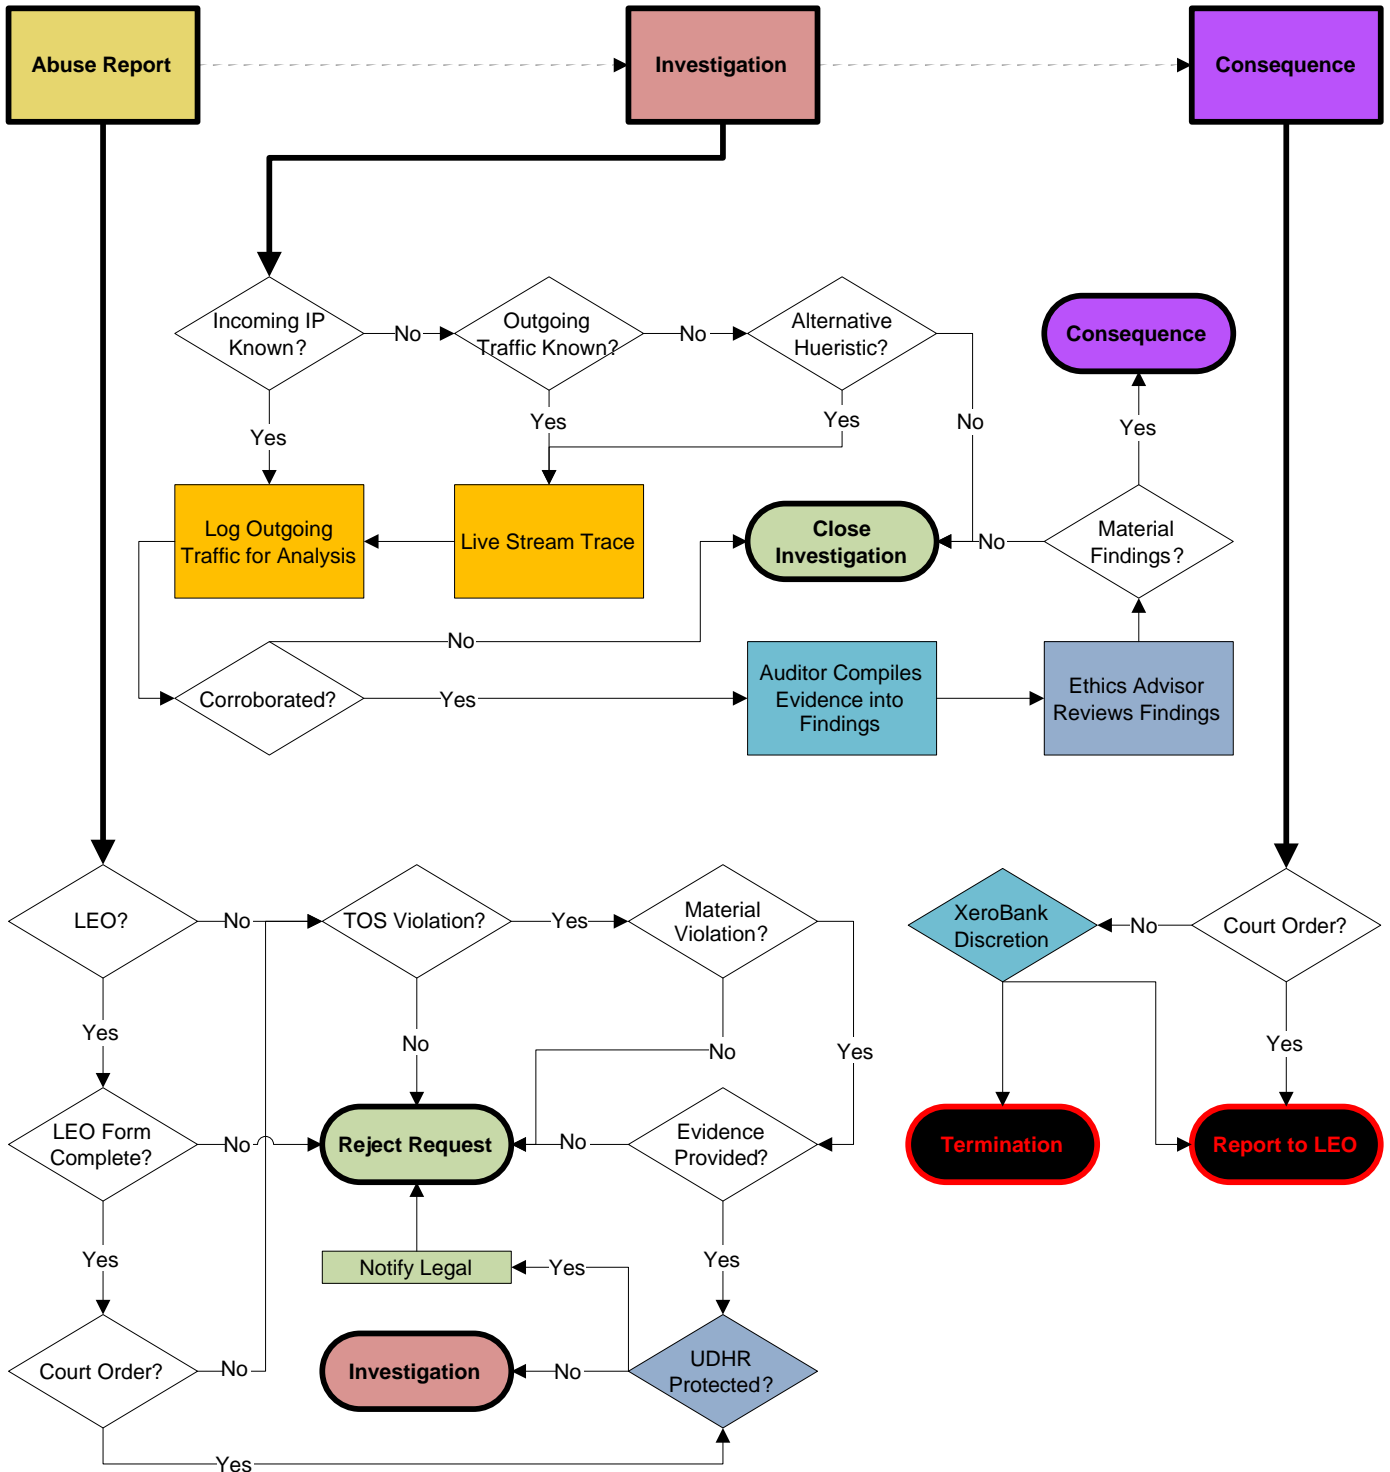 Abuse Report
Investigation
Consequence
Incoming IP
Known?
No
Outgoing
Traffic Known?
No
Alternative
Hueristic?
Consequence
Yes
Yes
Yes
No
Yes
Log Outgoing
Traffic for Analysis
Live Stream Trace
Close
Investigation
No
Material
Findings?
No
Corroborated?
Yes
Auditor Compiles
Evidence into
Findings
Ethics Advisor
Reviews Findings
LEO?
No
TOS Violation?
Yes
Material
Violation?
XeroBank
Discretion
No
Court Order?
Yes
No
No
Yes
Yes
LEO Form
Complete?
No
Reject Request
No
Evidence
Provided?
Termination
Report to LEO
Yes
Notify Legal
Yes
Yes
Court Order?
No
Investigation
No
UDHR
Protected?
Yes